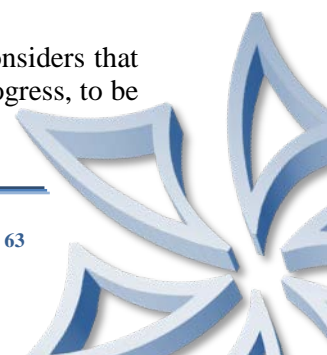 onsiders that
ogress, to be
63